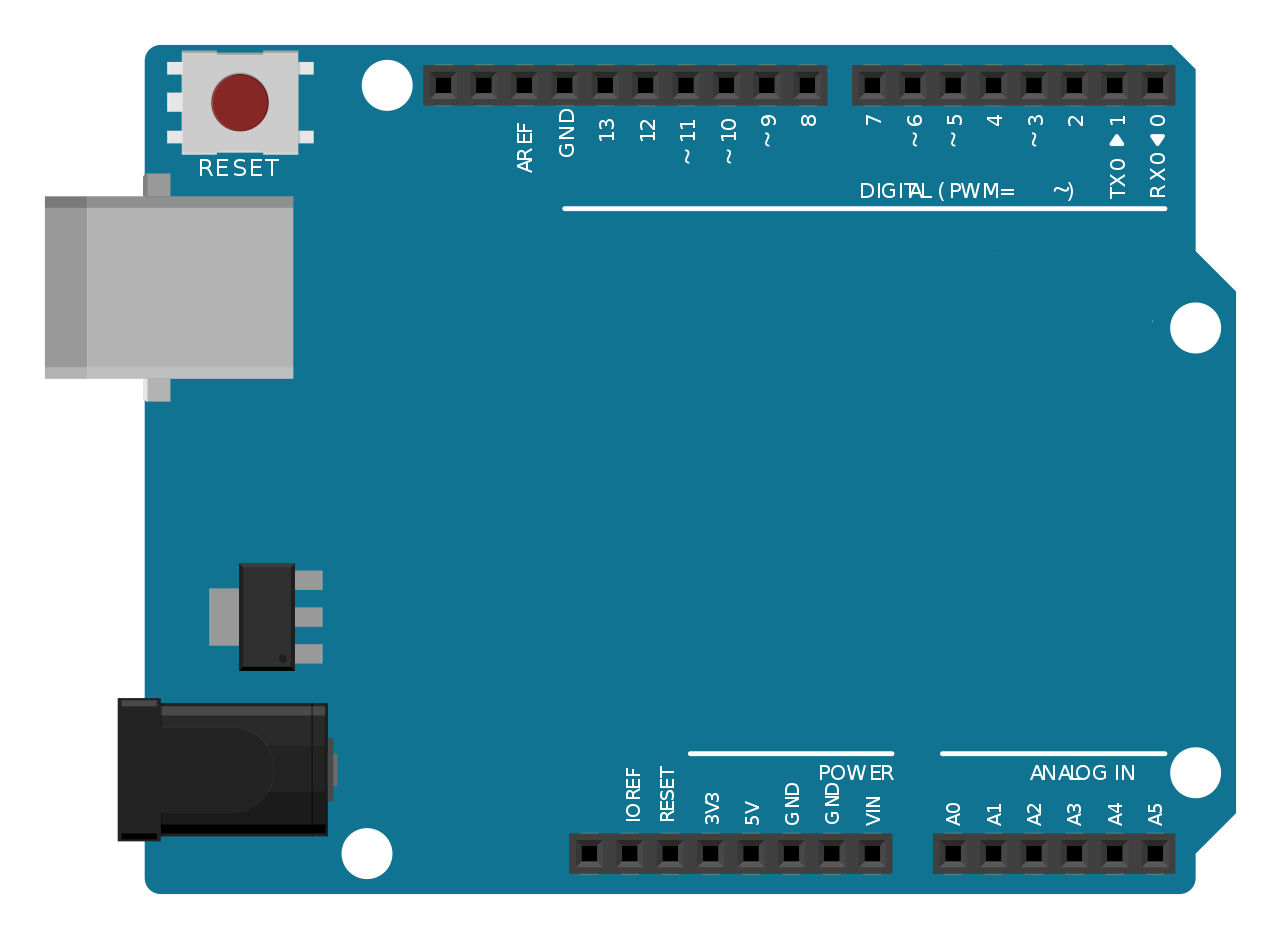 RESET
AREF
GND
13
12
~11
~10
~9
8
7
~6
~5
4
~3
2
TX0 ▶ 1
RX0 ◀ 0
DIGITAL (PWM= ~)
POWER
ANALOG IN
IOREF
RESET
3V3
5V
GND
GND
VIN
A0
A1
A2
A3
A4
A5